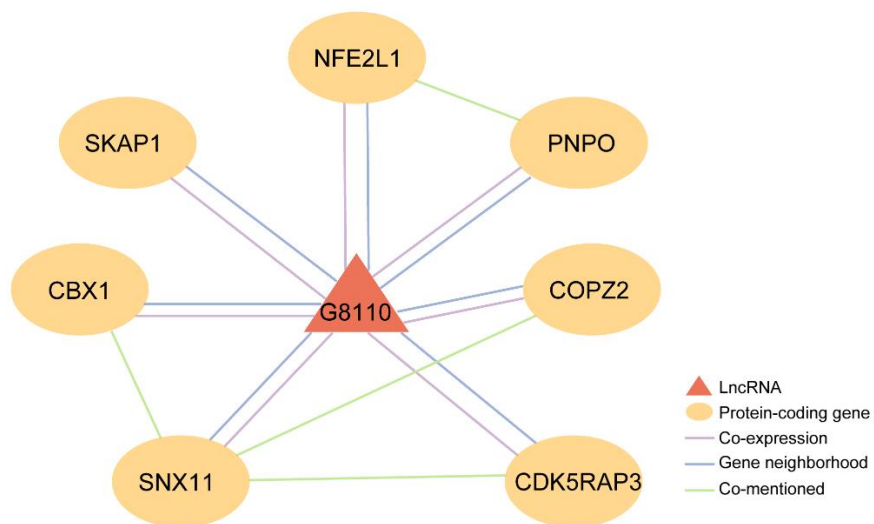 NFE2L1
SKAP1
PNPO
CBX1
G8110
COPZ2
SNX11
CDK5RAP3
LncRNA
Protein-coding gene
Co-expression
Gene neighborhood
Co-mentioned